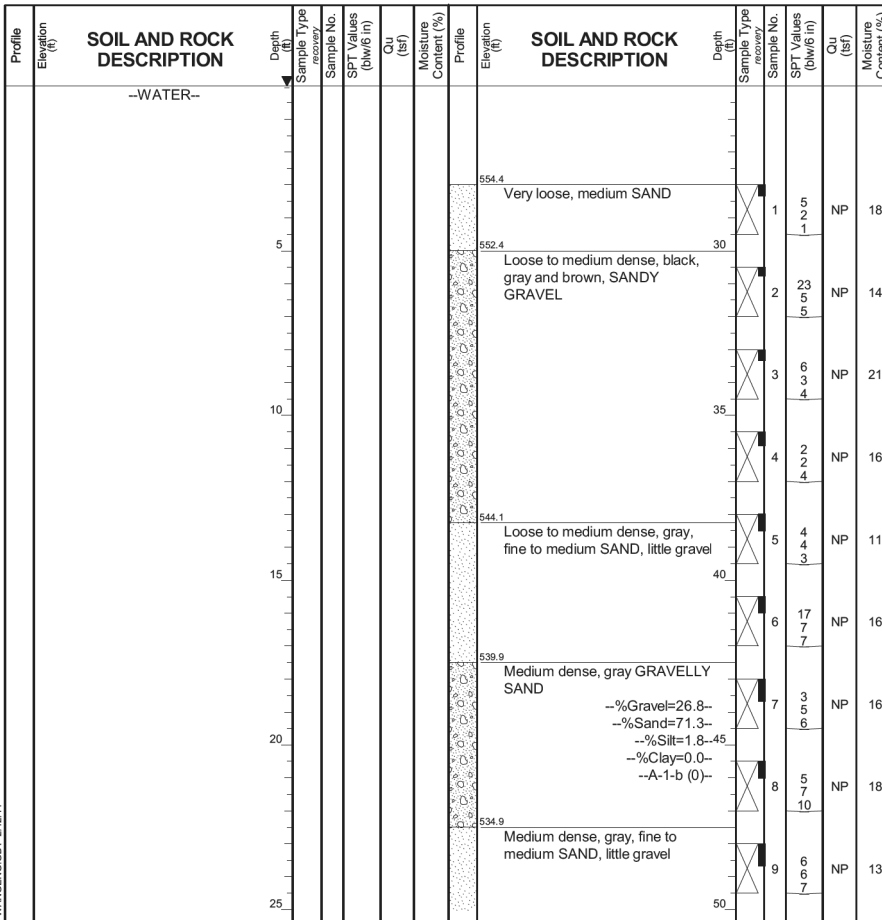 Profile
Elevation
(ft)
SOIL AND ROCK
DESCRIPTION
Depth
(ft)
Sample Type
recovery
Sample No.
SPT Values
(blw/6 in)
Qu
(tsf)
Moisture
Content (%)
Profile
Elevation
(ft)
SOIL AND ROCK
DESCRIPTION
Depth
(ft)
Sample Type
recovery
Sample No.
SPT Values
(blw/6 in)
Qu
(tsf)
Moisture
Content (%)
--WATER--
5
10
15
20
25
554.4
Very loose, medium SAND
1
5
2
1
NP
18
30
552.4
Loose to medium dense, black,
gray and brown, SANDY
GRAVEL
2
23
5
5
NP
14
3
6
3
4
NP
21
35
4
2
2
4
NP
16
544.1
Loose to medium dense, gray,
fine to medium SAND, little gravel
5
4
4
3
NP
11
40
6
17
7
7
NP
16
539.9
Medium dense, gray GRAVELLY
SAND
--%Gravel=26.8--
--%Sand=71.3--
--%Silt=1.8--
45
--%Clay=0.0--
--A-1-b (0)--
7
3
5
6
NP
16
8
5
7
10
NP
18
534.9
Medium dense, gray, fine to
medium SAND, little gravel
9
6
6
7
NP
13
50